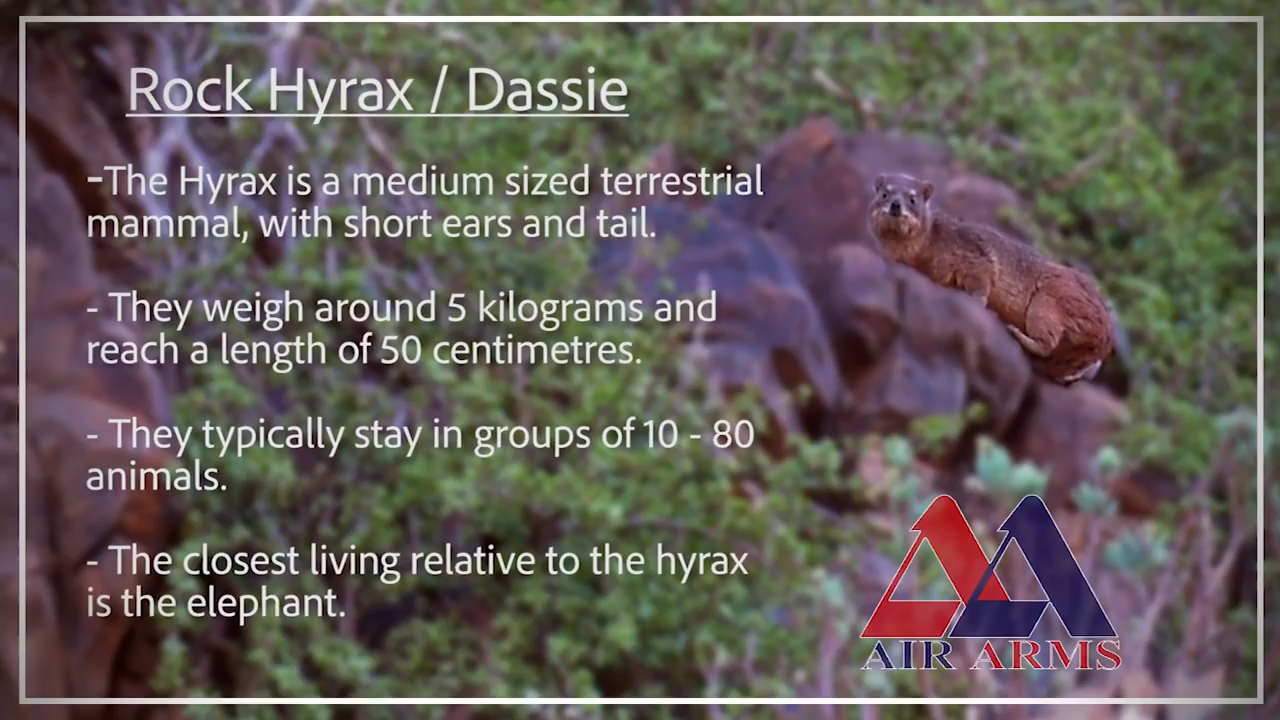 Rock Hyrax / Dassie
-The Hyrax is a medium sized terrestrial
mammal, with short ears and tail.
- They weigh around 5 kilograms and
reach a length of 50 centimetres.
- They typically stay in groups of 10 - 80
animals.
- The closest living relative to the hyrax
is the elephant.
AIR ARMS